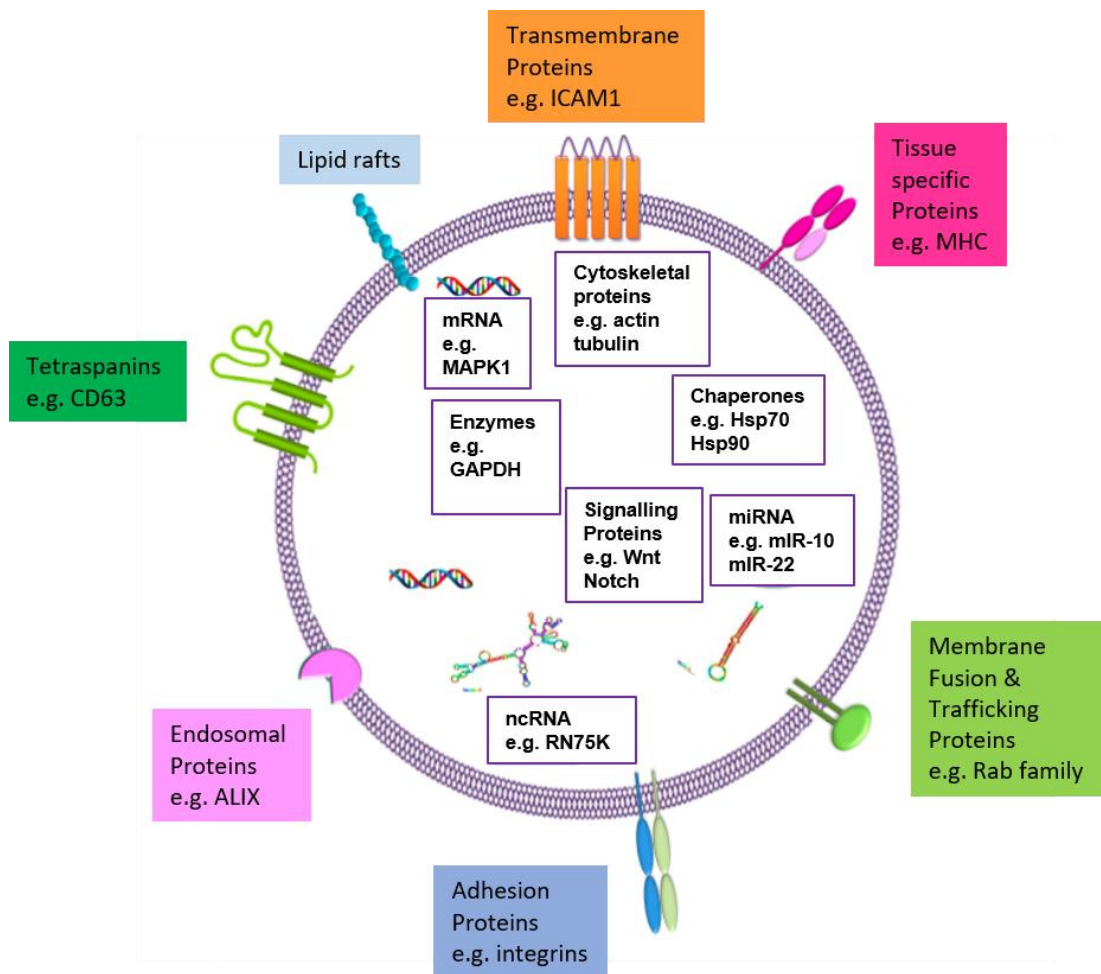 Transmembrane
Proteins
e.g. ICAM1
Lipid rafts
Tissue
specific
Proteins
e.g. MHC
Cytoskeletal
proteins
e.g. actin
tubulin
mRNA
e.g.
MAPK1
Tetraspanins
e.g. CD63
Chaperones
e.g. Hsp70
Hsp90
Enzymes
e.g.
GAPDH
Signalling
Proteins
e.g. Wnt
Notch
miRNA
e.g. mIR-10
mIR-22
Membrane
Fusion &
Trafficking
Proteins
e.g. Rab family
ncRNA
e.g. RN75K
Endosomal
Proteins
e.g. ALIX
Adhesion
Proteins
e.g. integrins